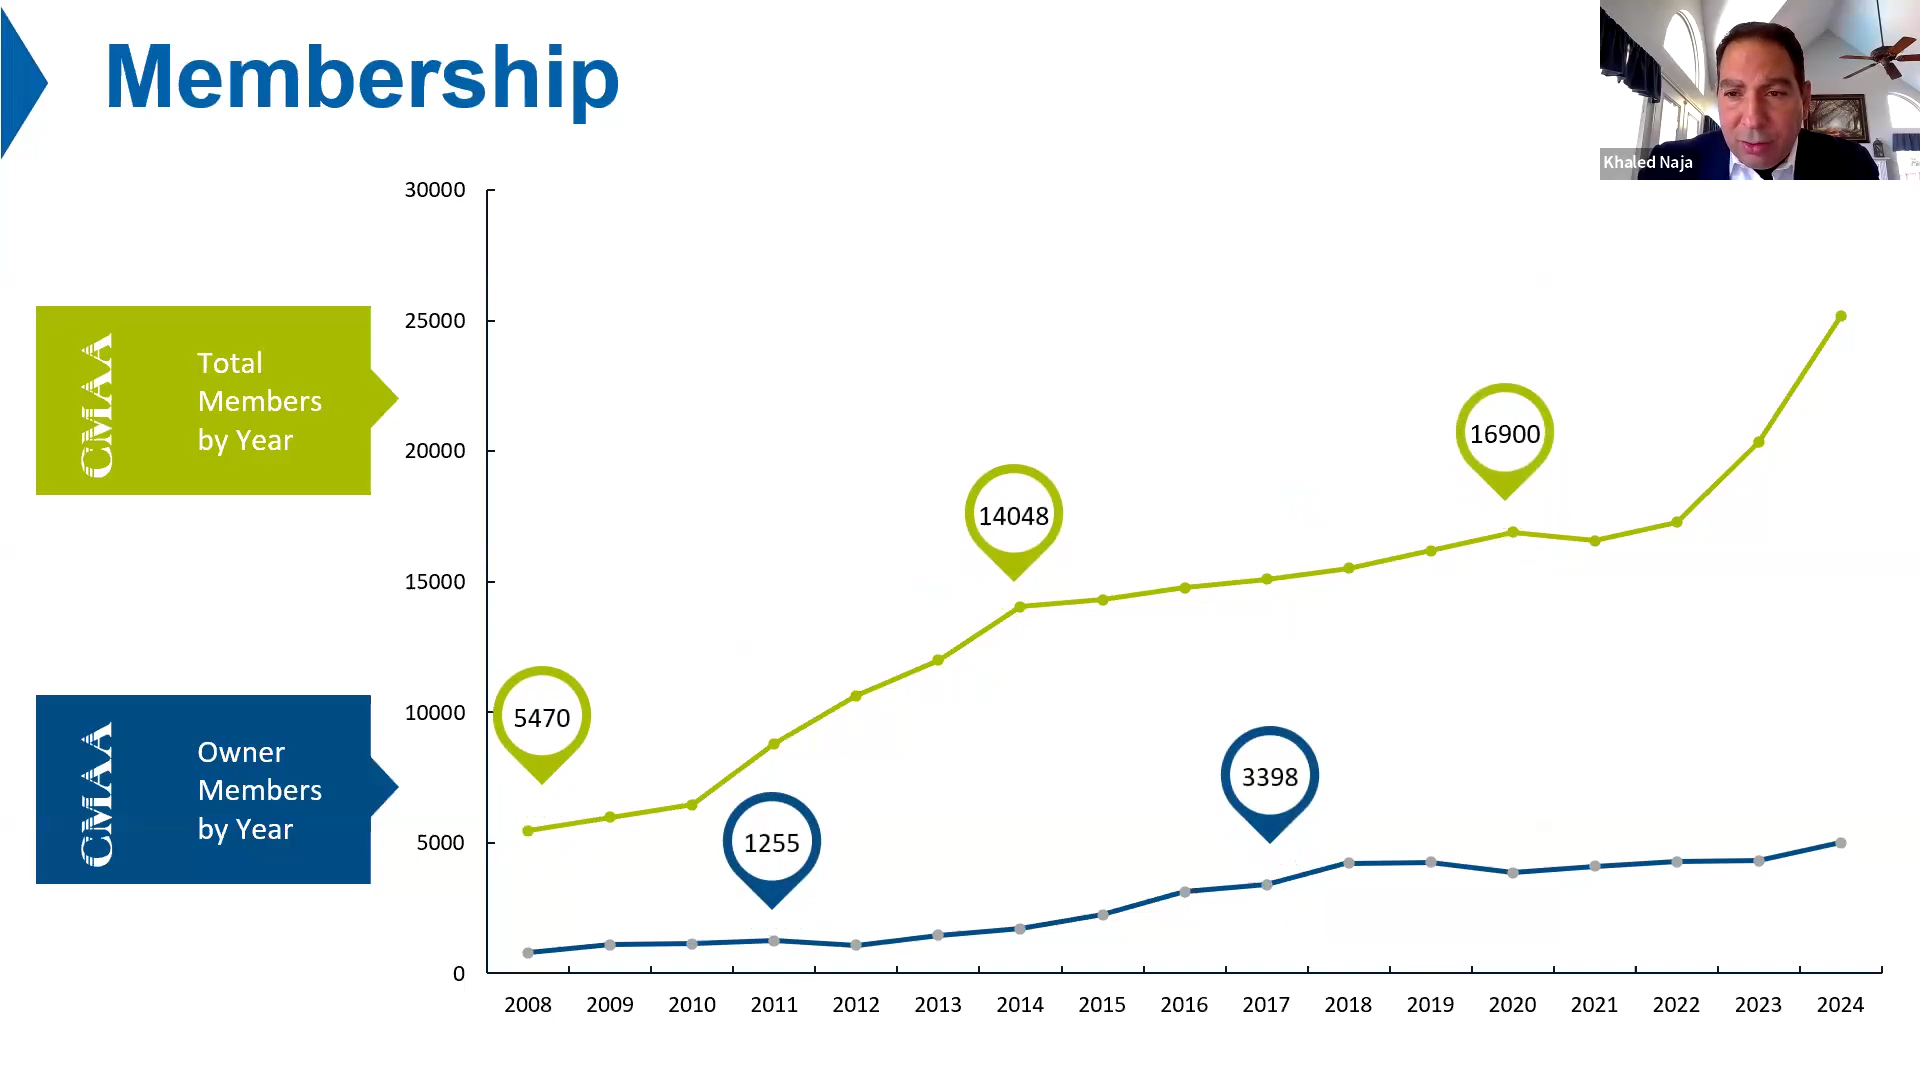 Membership
Khaled Naja
30000
25000
20000
15000
10000
5000
0
CMAA
Total
Members
by Year
CMAA
Owner
Members
by Year
5470
14048
16900
1255
3398
2008 2009 2010 2011 2012 2013 2014 2015 2016 2017 2018 2019 2020 2021 2022 2023 2024